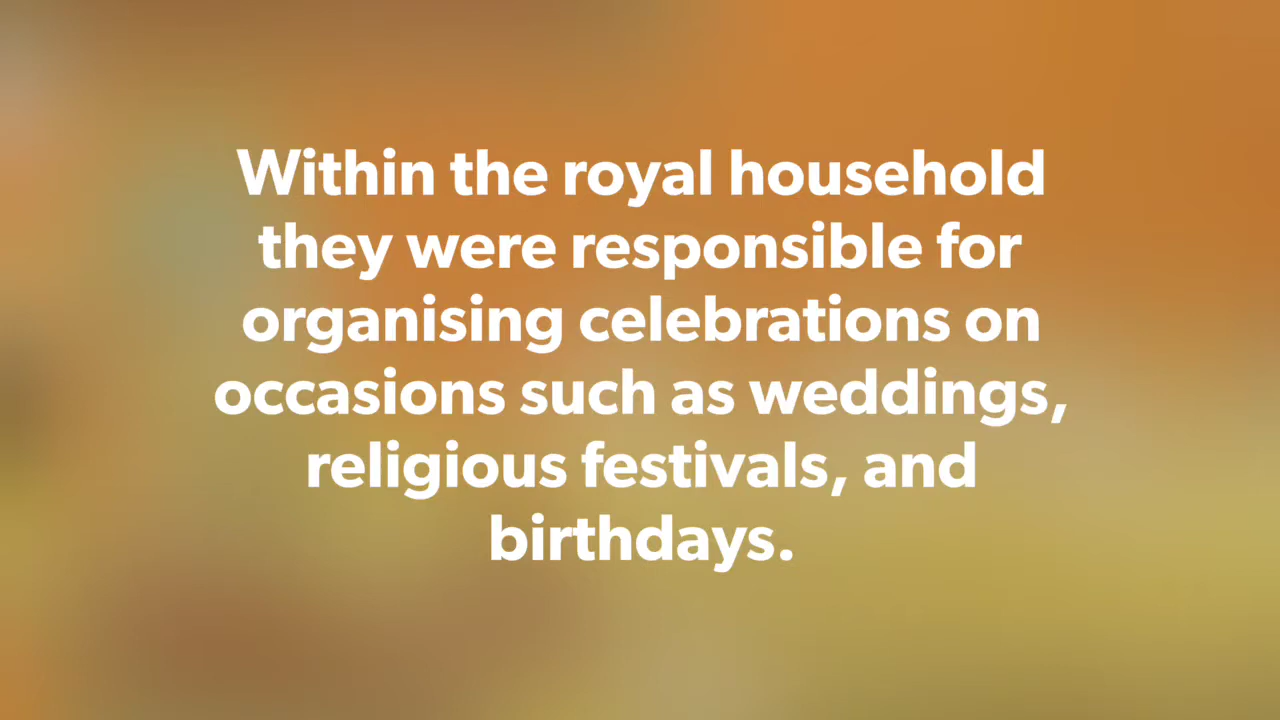 Within the royal household
they were responsible for
organising celebrations on
occasions such as weddings,
religious festivals, and
birthdays.